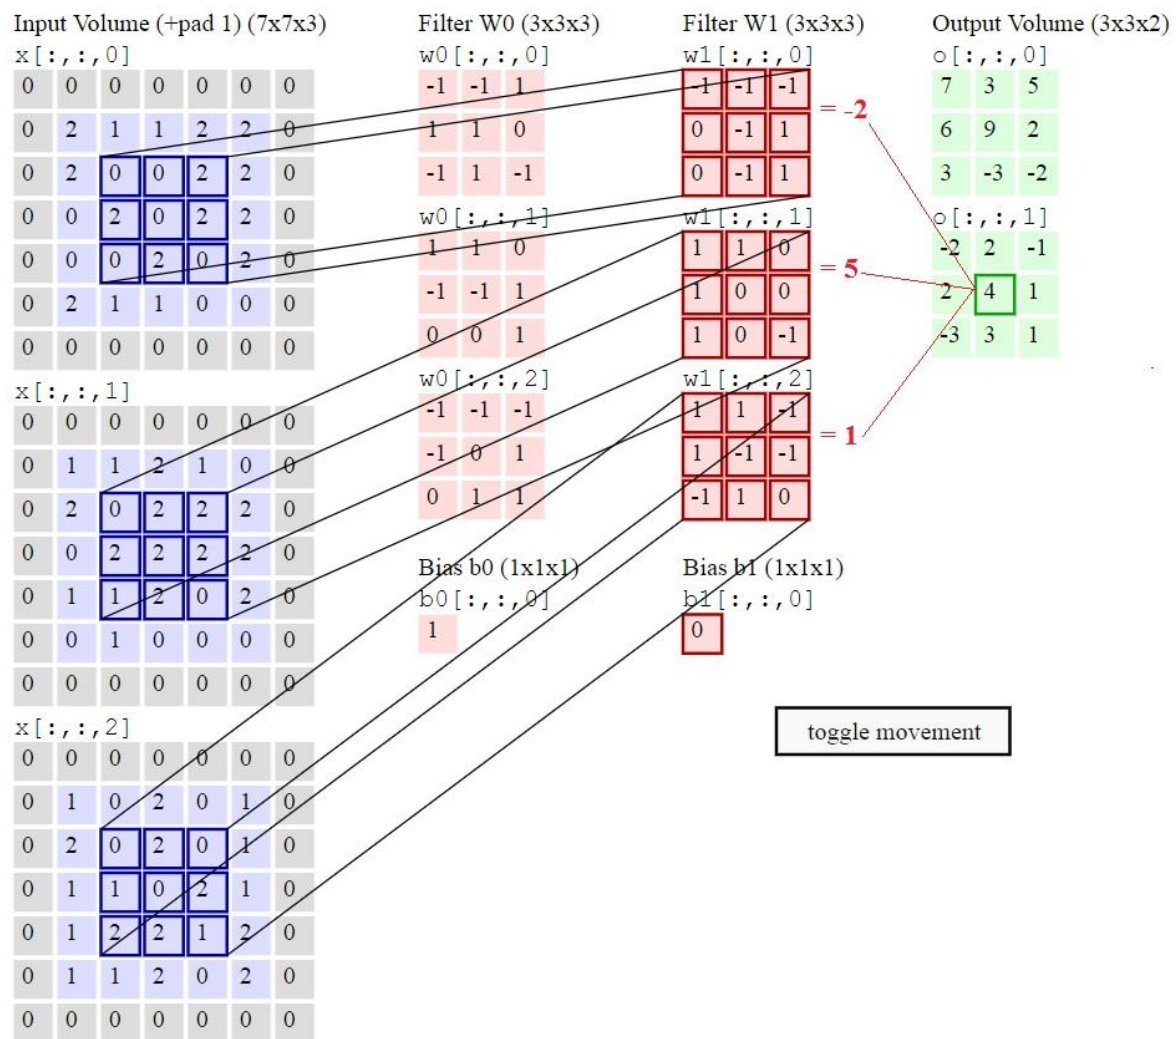 Input Volume (+pad 1) (7x7x3)
x[:,:,0]
0 0 0 0 0 0 0
0 2 1 1 2 2 0
0 2 0 0 2 2 0
0 0 2 0 2 2 0
0 0 0 2 0 2 0
0 2 1 1 0 0 0
0 0 0 0 0 0 0
x[:,:,1]
0 0 0 0 0 0 0
0 1 1 2 1 0 0
0 2 0 2 2 2 0
0 0 2 2 2 2 0
0 1 1 2 0 2 0
0 0 1 0 0 0 0
0 0 0 0 0 0 0
x[:,:,2]
0 0 0 0 0 0 0
0 1 0 2 0 1 0
0 2 0 2 0 1 0
0 1 1 0 2 1 0
0 1 2 2 1 2 0
0 1 1 2 0 2 0
0 0 0 0 0 0 0
Filter W0 (3x3x3)
w0[:,:,0]
-1 -1 1
1 1 0
-1 1 -1
w0[:,:,1]
1 1 0
-1 -1 1
0 0 1
w0[:,:,2]
-1 -1 -1
-1 0 1
0 1 1
Bias b0 (1x1x1)
b0[:,:,0]
1
Filter W1 (3x3x3)
w1[:,:,0]
-1 -1 -1
0 -1 1
0 -1 1
= -2
w1[:,:,1]
1 1 0
1 0 0
1 0 -1
= 5
w1[:,:,2]
1 1 -1
1 -1 -1
-1 1 0
= 1
Bias b1 (1x1x1)
b1[:,:,0]
0
Output Volume (3x3x2)
o[:,:,0]
7 3 5
6 9 2
3 -3 -2
o[:,:,1]
-2 2 -1
2 4 1
-3 3 1
toggle movement